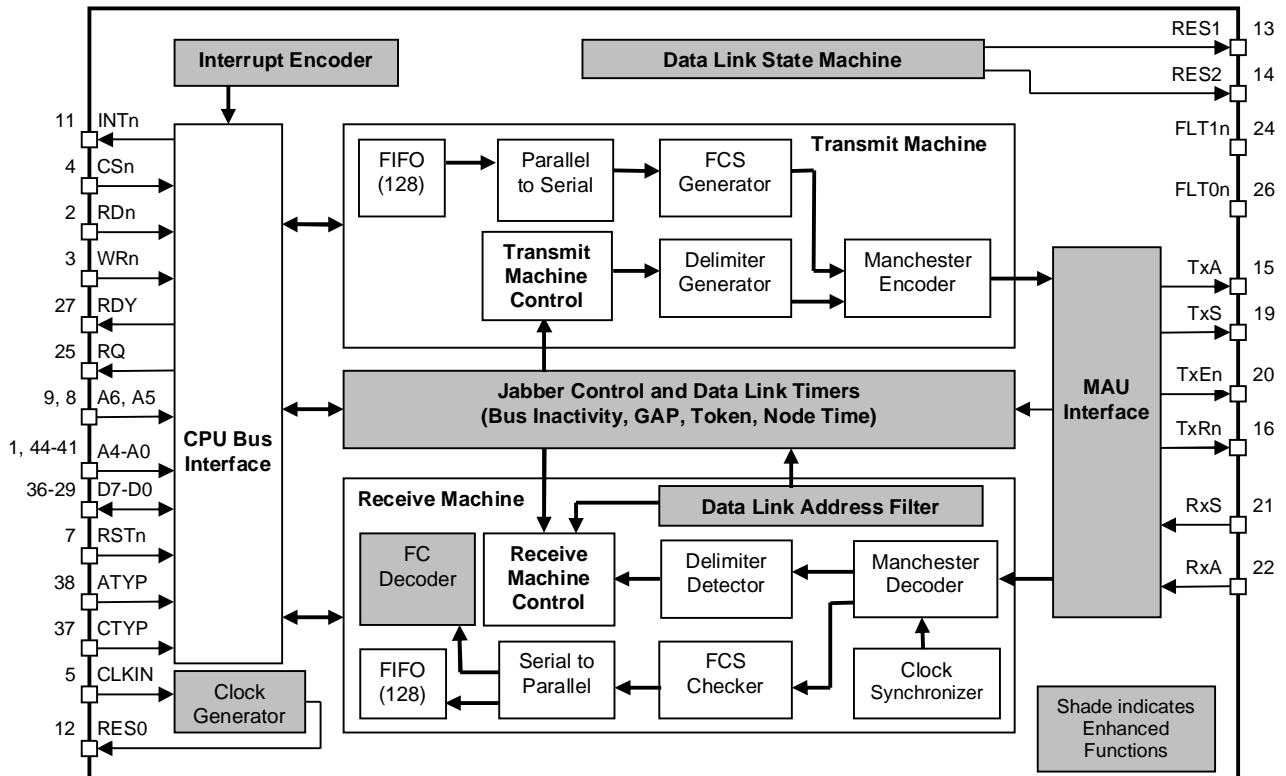 Interrupt Encoder
Data Link State Machine
RES1 13
RES2 14
FLT1n 24
FLT0n 26
11 INTn
4 CSn
2 RDn
3 WRn
27 RDY
25 RQ
9, 8 A6, A5
1, 44-41 A4-A0
36-29 D7-D0
7 RSTn
38 ATYP
37 CTYP
5 CLKIN
12 RES0
CPU Bus
Interface
Clock
Generator
Transmit Machine
FIFO
(128)
Parallel
to Serial
FCS
Generator
Transmit
Machine
Control
Delimiter
Generator
Manchester
Encoder
Jabber Control and Data Link Timers
(Bus Inactivity, GAP, Token, Node Time)
Receive Machine
Data Link Address Filter
FC
Decoder
Receive
Machine
Control
Delimiter
Detector
Manchester
Decoder
FIFO
(128)
Serial to
Parallel
FCS
Checker
Clock
Synchronizer
MAU
Interface
TxA 15
TxS 19
TxEn 20
TxRn 16
RxS 21
RxA 22
Shade indicates
Enhanced
Functions